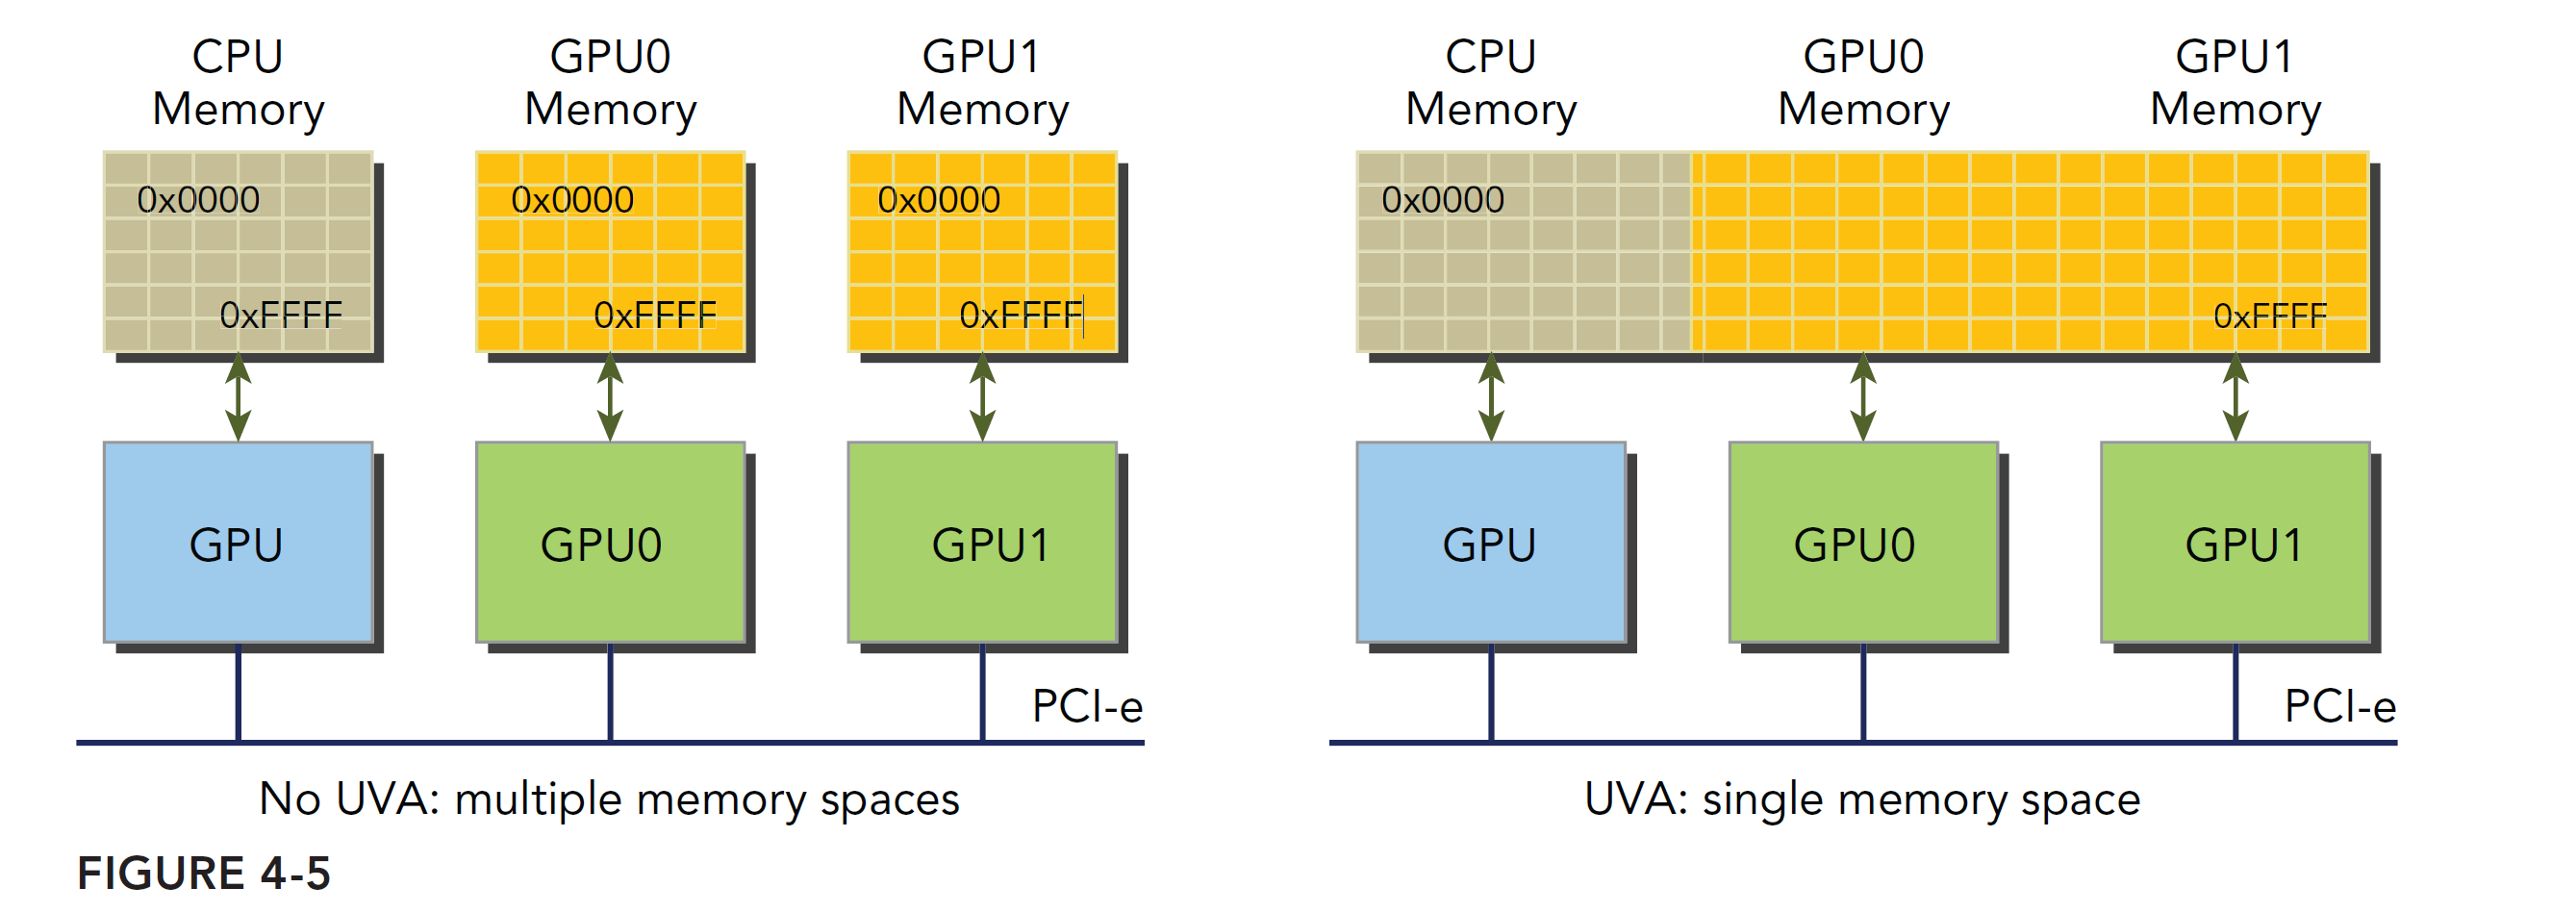 CPU
Memory
GPU0
Memory
GPU1
Memory
0x0000
0xFFFF
0x0000
0xFFFF
0x0000
0xFFFF
GPU
GPU0
GPU1
PCI-e
No UVA: multiple memory spaces
CPU
Memory
GPU0
Memory
GPU1
Memory
0x0000
0xFFFF
GPU
GPU0
GPU1
PCI-e
UVA: single memory space
FIGURE 4-5